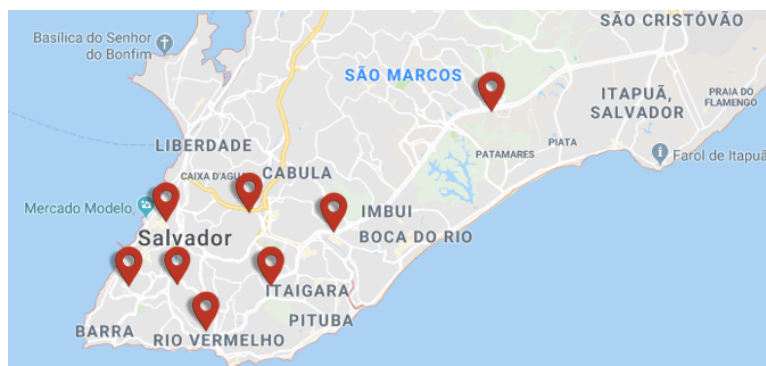 SÃO CRISTÓVÃO
Basílica do Senhor
do Bonfim
SÃO MARCOS
ITAPUÃ,
SALVADOR
PRAIA DO
FLAMENGO
LIBERDADE
PATAMARES
PIATA
Farol de Itapuã
CAIXA D'AGU
CABULA
Mercado Modelo
IMBUI
Salvador
BOCA DO RIO
ITAIGARA
PITUBA
BARRA
RIO VERMELHO